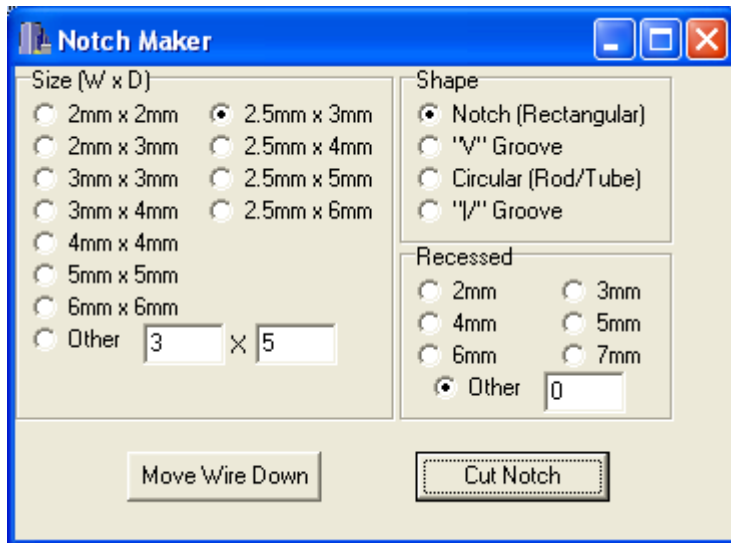 Notch Maker
Size (W x D)
2mm x 2mm
2mm x 3mm
3mm x 3mm
3mm x 4mm
4mm x 4mm
5mm x 5mm
6mm x 6mm
Other 3 X 5
2.5mm x 3mm
2.5mm x 4mm
2.5mm x 5mm
2.5mm x 6mm
Shape
Notch (Rectangular)
"V" Groove
Circular (Rod/Tube)
"|/" Groove
Recessed
2mm 3mm
4mm 5mm
6mm 7mm
Other 0
Move Wire Down
Cut Notch